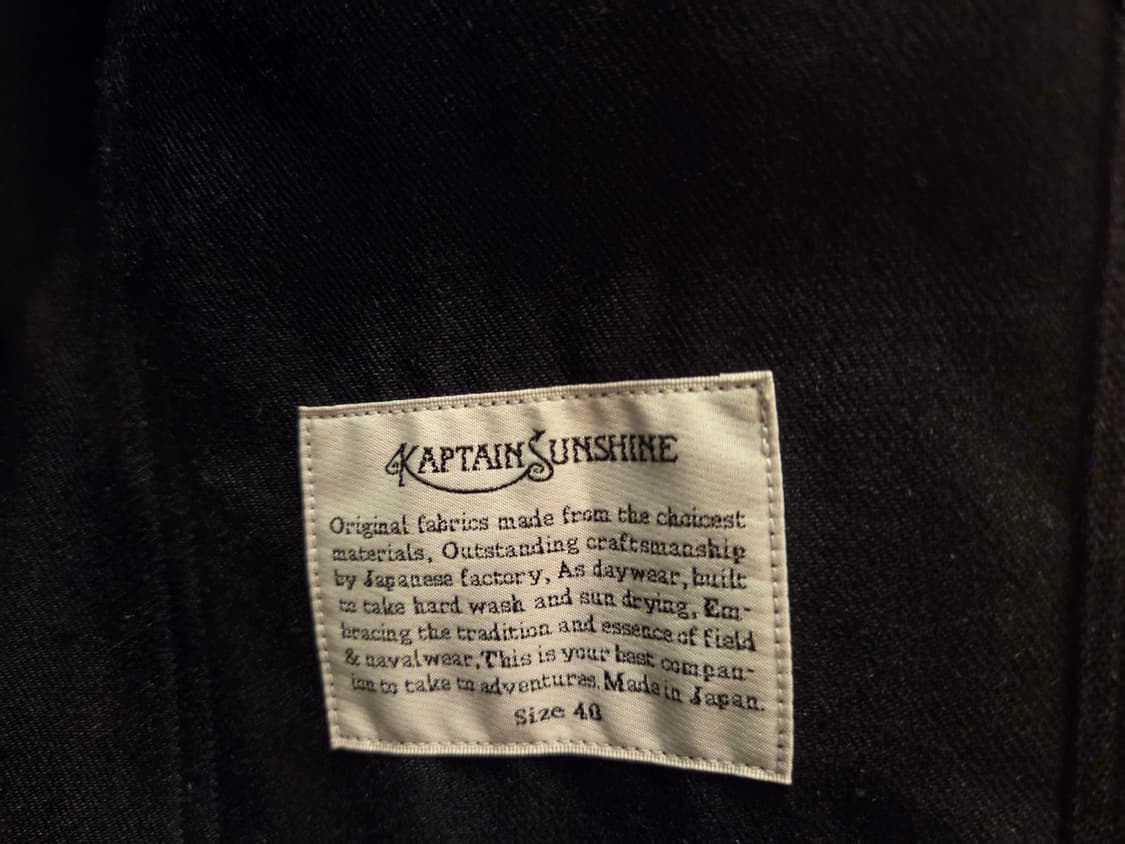 KAPTAIN SUNSHINE
Original fabrics made from the choicest
materials, Outstanding craftsmanship
by Japanese factory, As daywear, built
to take hard wash and sun drying, Em-
bracing the tradition and essence of field
& navalwear, This is your best compan-
ion to take to adventures. Made in Japan.
Size 40